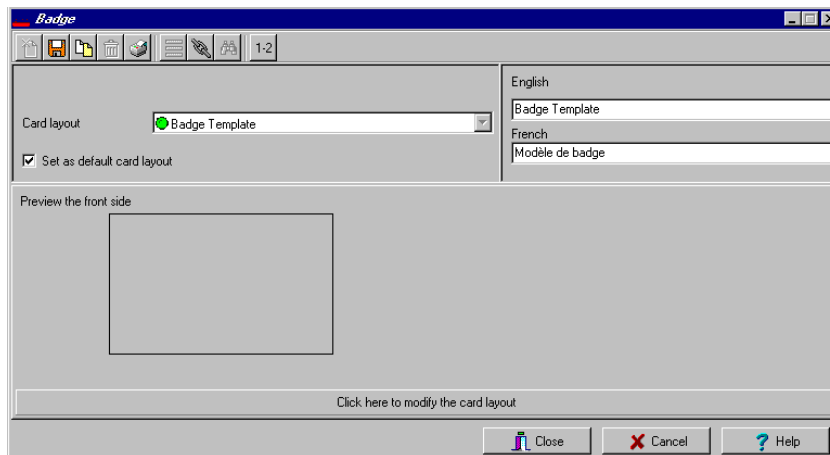 Badge
1-2
English
Badge Template
Card layout
Badge Template
French
Modèle de badge
Set as default card layout
Preview the front side
Click here to modify the card layout
Close
Cancel
Help